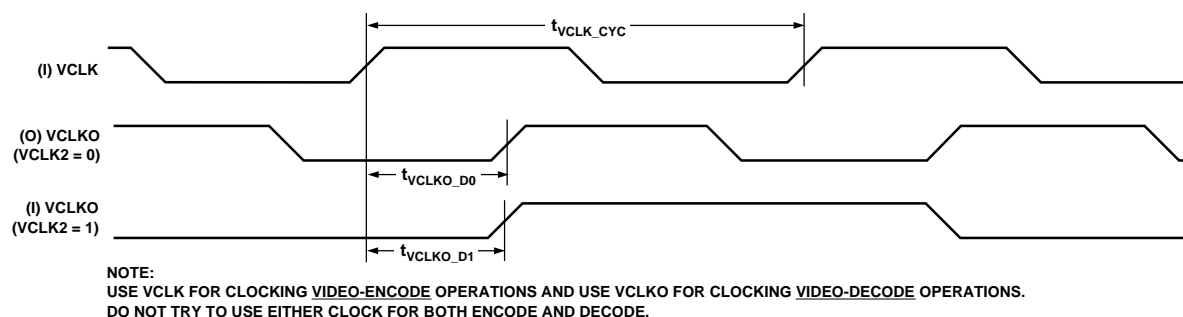 tVCLK_CYC
(I) VCLK
(O) VCLKO
(VCLK2 = 0)
tVCLKO_D0
(I) VCLKO
(VCLK2 = 1)
tVCLKO_D1
NOTE:
USE VCLK FOR CLOCKING VIDEO-ENCODE OPERATIONS AND USE VCLKO FOR CLOCKING VIDEO-DECODE OPERATIONS.
DO NOT TRY TO USE EITHER CLOCK FOR BOTH ENCODE AND DECODE.